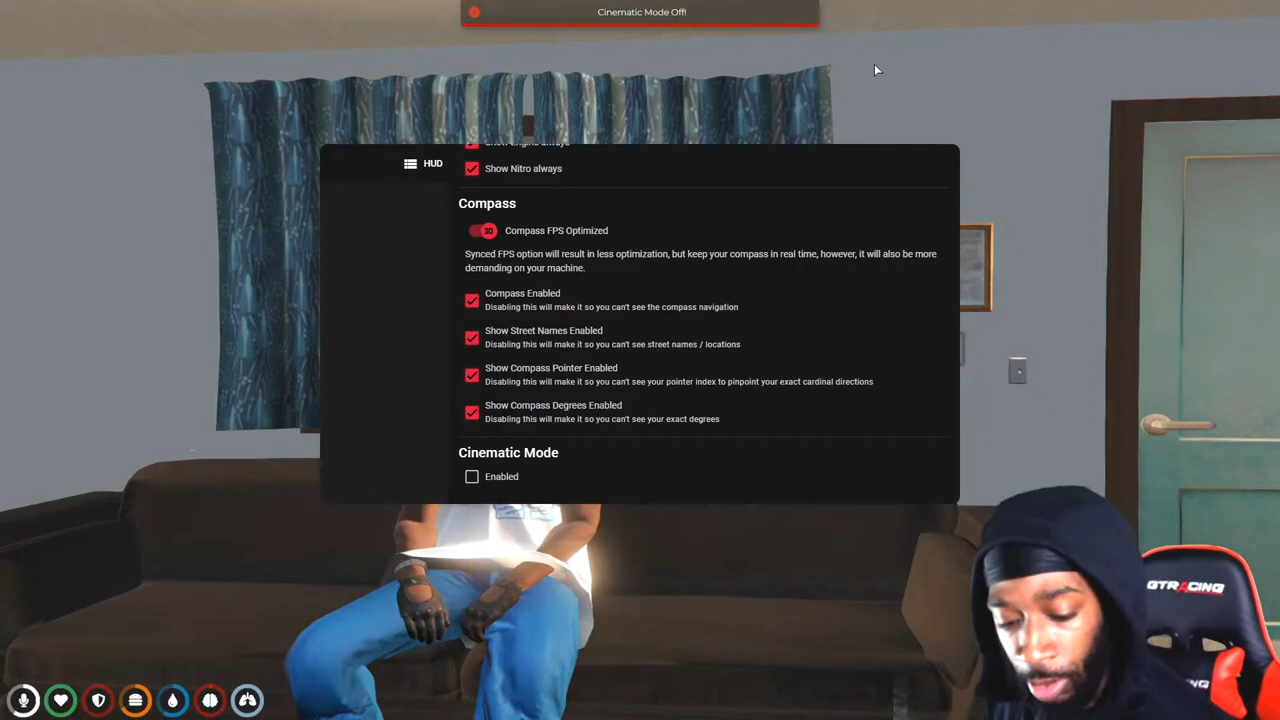 Cinematic Mode Off!
Show Engine always
HUD
Show Nitro always
Compass
Compass FPS Optimized
Synced FPS option will result in less optimization, but keep your compass in real time, however, it will also be more
demanding on your machine.
Compass Enabled
Disabling this will make it so you can't see the compass navigation
Show Street Names Enabled
Disabling this will make it so you can't see street names / locations
Show Compass Pointer Enabled
Disabling this will make it so you can't see your pointer index to pinpoint your exact cardinal directions
Show Compass Degrees Enabled
Disabling this will make it so you can't see your exact degrees
Cinematic Mode
Enabled
GTRACING